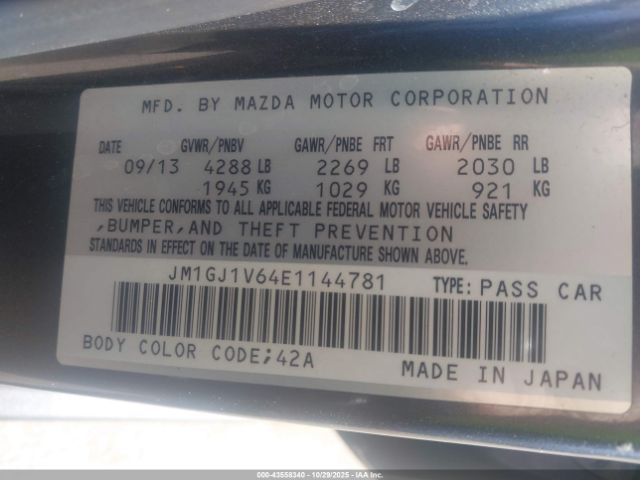 MFD. BY MAZDA MOTOR CORPORATION
DATE GVWR/PNBV GAWR/PNBE FRT GAWR/PNBE RR
09/13 4288 LB 2269 LB 2030 LB
1945 KG 1029 KG 921 KG
THIS VEHICLE CONFORMS TO ALL APPLICABLE FEDERAL MOTOR VEHICLE SAFETY
,BUMPER,AND THEFT PREVENTION
STANDARDS IN EFFECT ON THE DATE OF MANUFACTURE SHOWN ABOVE.
JM1GJ1V64E1144781 TYPE: PASS CAR
BODY COLOR CODE;42A
MADE IN JAPAN
000-43558340 - 10/29/2025 - IAAI.COM